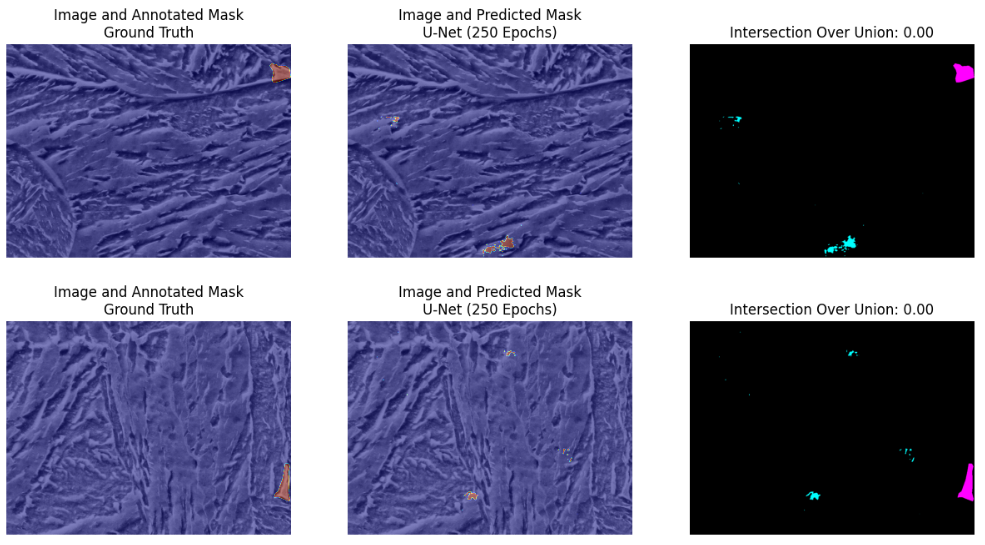 Image and Annotated Mask
Ground Truth
Image and Predicted Mask
U-Net (250 Epochs)
Intersection Over Union: 0.00
Image and Annotated Mask
Ground Truth
Image and Predicted Mask
U-Net (250 Epochs)
Intersection Over Union: 0.00